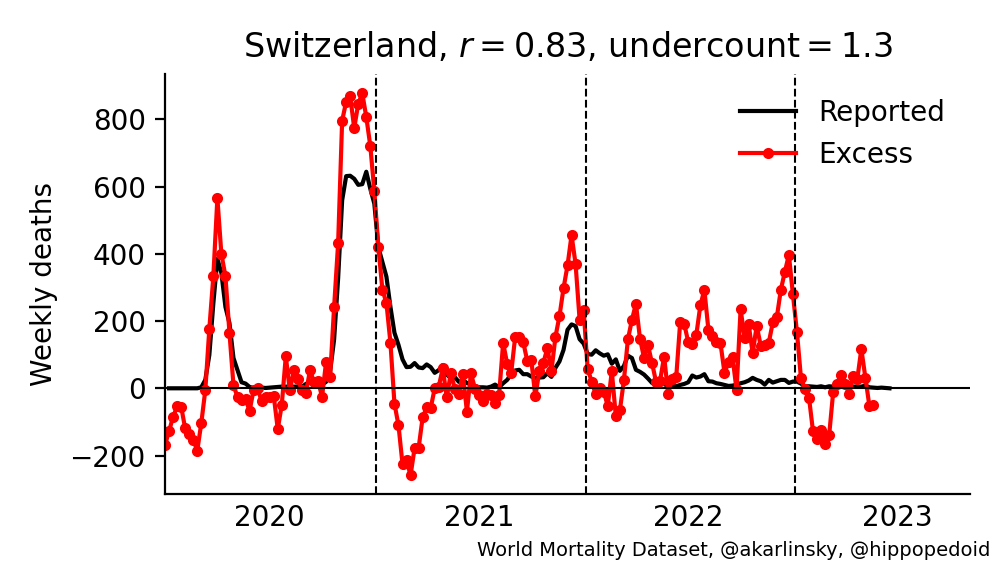 Switzerland, r = 0.83, undercount = 1.3
Reported
Excess
Weekly deaths
800
600
400
200
0
−200
2020 2021 2022 2023
World Mortality Dataset, @akarlinsky, @hippopedoid